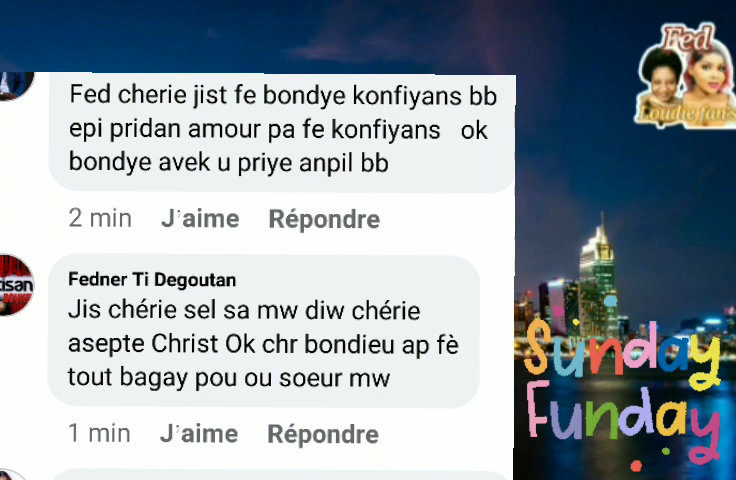 Fed cherie jist fe bondye konfiyans bb
epi pridan amour pa fe konfiyans ok
bondye avek u priye anpil bb
2 min J'aime Répondre
Fedner Ti Degoutan
Jis chérie sel sa mw diw chérie
asepte Christ Ok chr bondieu ap fè
tout bagay pou ou soeur mw
1 min J'aime Répondre
Fed
Loudie fan's
Sunday
Funday